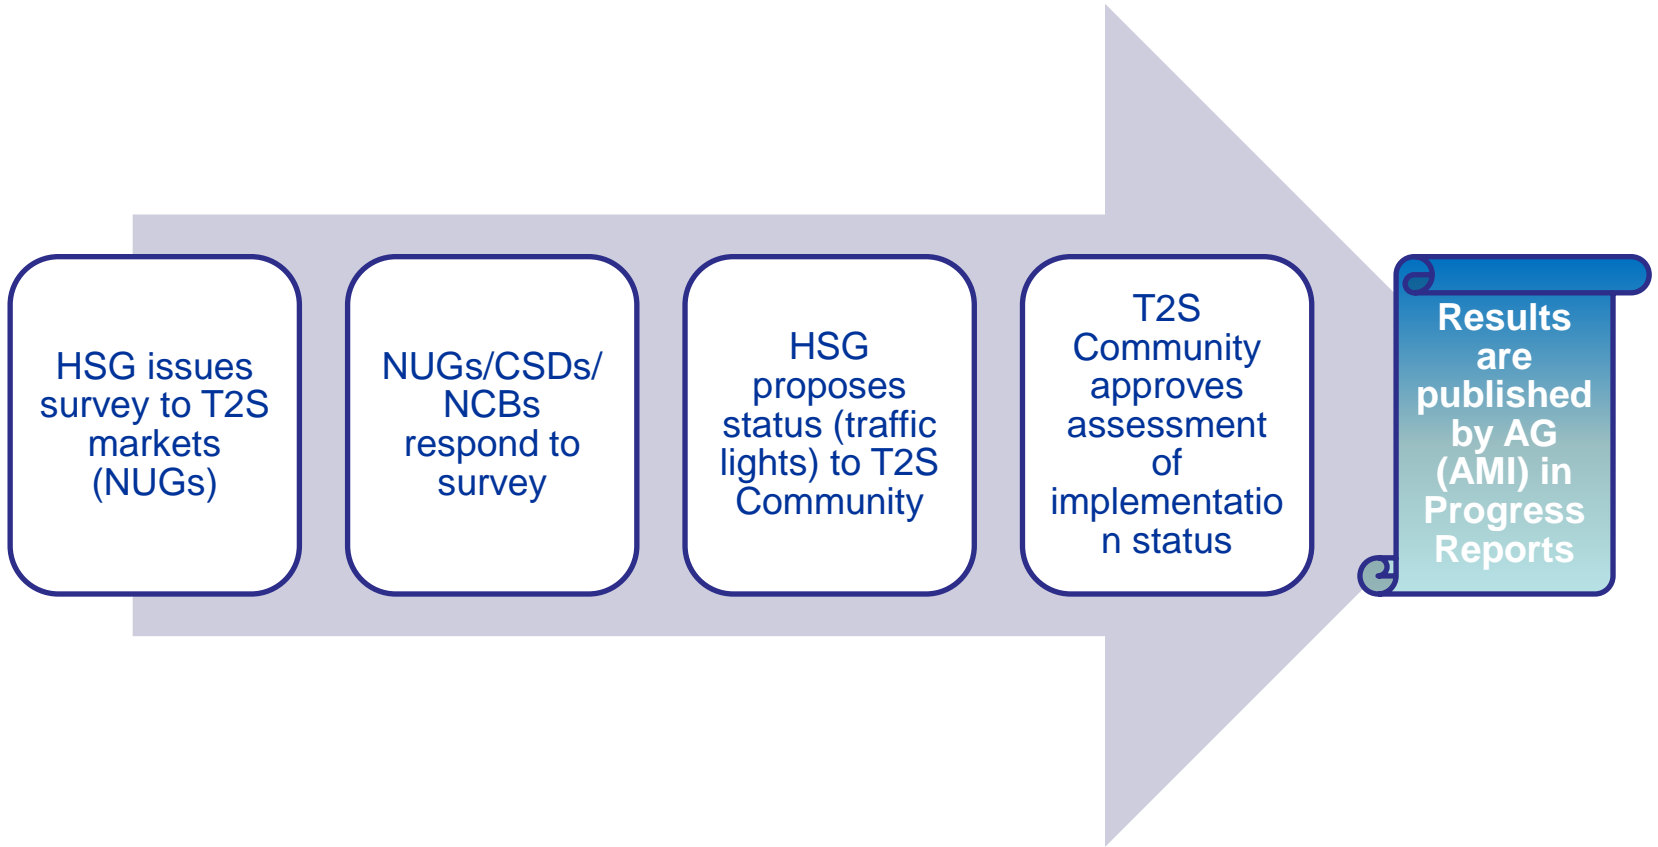 HSG issues
survey to T2S
markets
(NUGs)
NUGs/CSDs/
NCBs
respond to
survey
HSG
proposes
status (traffic
lights) to T2S
Community
T2S
Community
approves
assessment
of
implementatio
n status
Results
are
published
by AG
(AMI) in
Progress
Reports